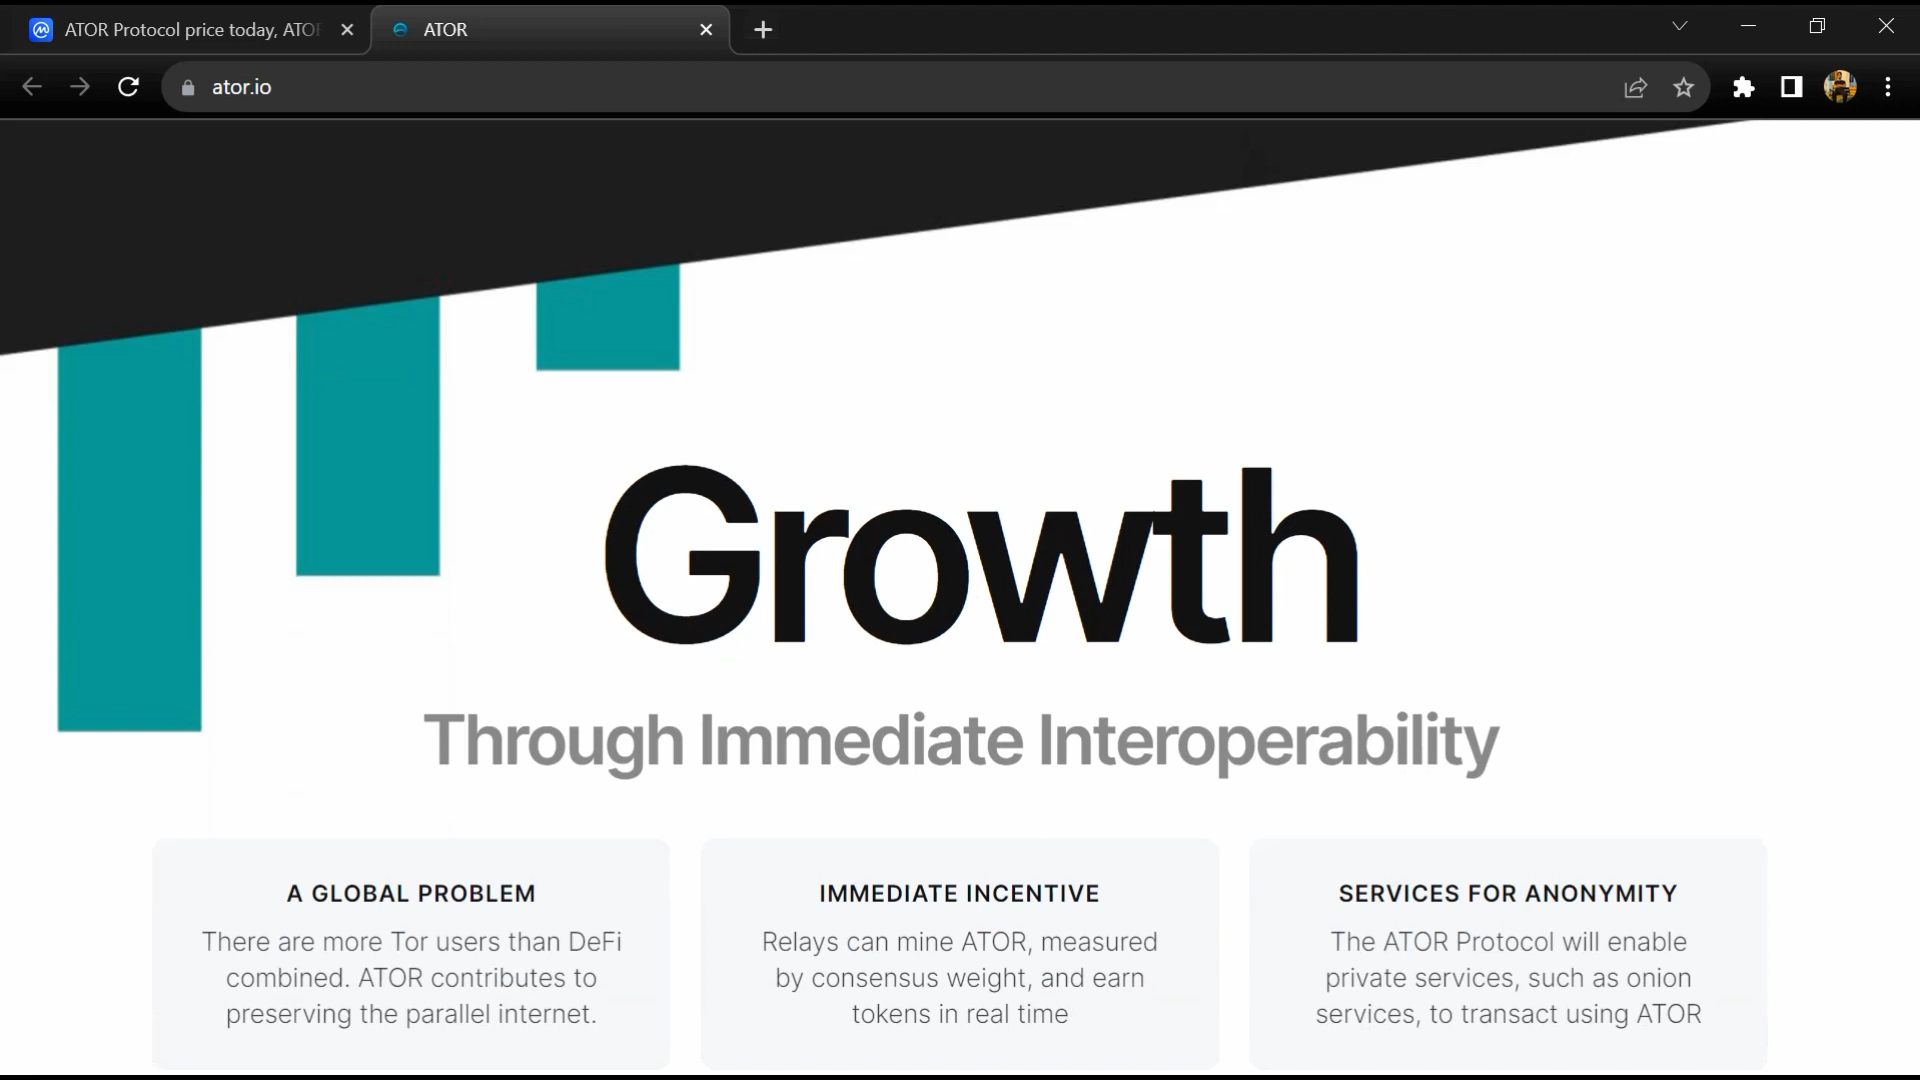 ATOR Protocol price today, ATOR
ATOR
ator.io
Growth
Through Immediate Interoperability
A GLOBAL PROBLEM
There are more Tor users than DeFi
combined. ATOR contributes to
preserving the parallel internet.
IMMEDIATE INCENTIVE
Relays can mine ATOR, measured
by consensus weight, and earn
tokens in real time
SERVICES FOR ANONYMITY
The ATOR Protocol will enable
private services, such as onion
services, to transact using ATOR